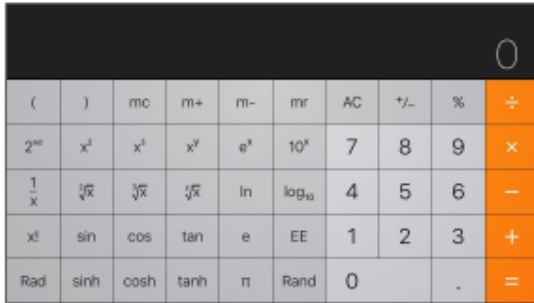 0
( ) mc m+ m- mr AC +/- % ÷
2ⁿᵈ x² x³ xʸ eˣ 10ˣ 7 8 9 ×
1/x ²√x ³√x ʸ√x ln log₁₀ 4 5 6 −
x! sin cos tan e EE 1 2 3 +
Rad sinh cosh tanh π Rand 0 . =